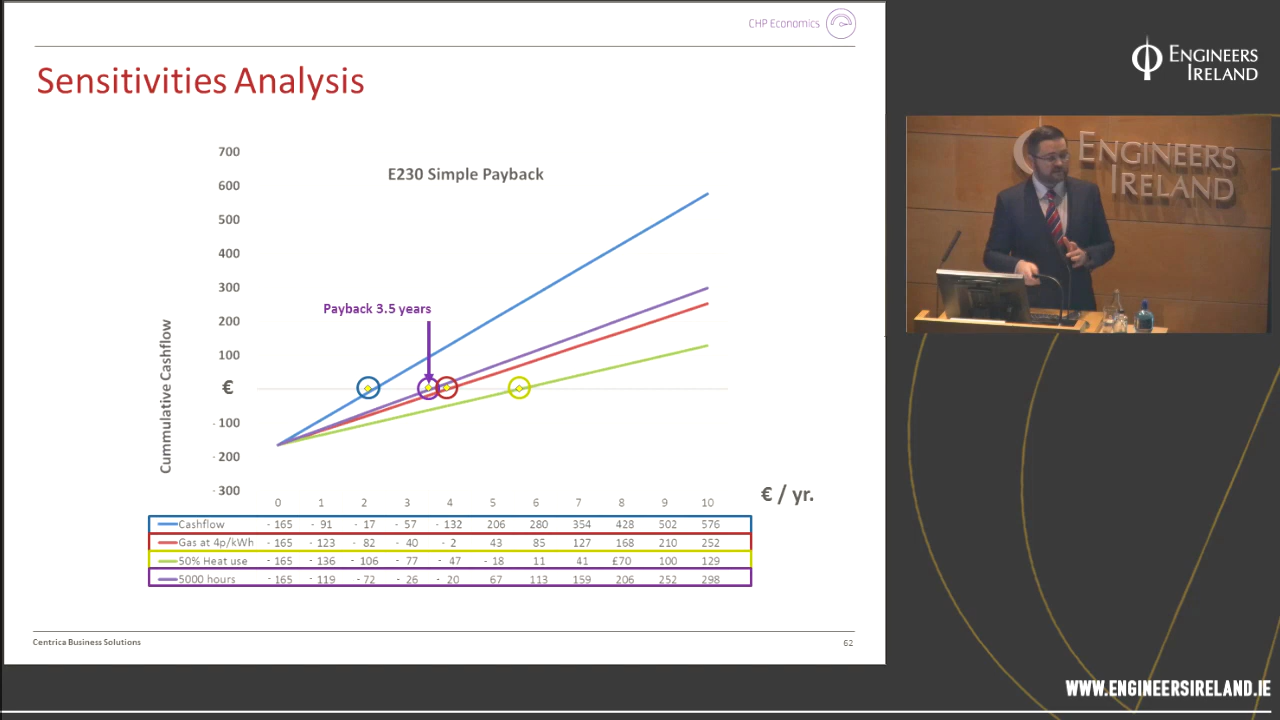 CHP Economics
Sensitivities Analysis
E230 Simple Payback
700
600
500
400
300
200
100
€
- 100
- 200
- 300
Cummulative Cashflow
Payback 3.5 years
0 1 2 3 4 5 6 7 8 9 10
€ / yr.
Cashflow - 165 - 91 - 17 - 57 - 132 206 280 354 428 502 576
Gas at 4p/kWh - 165 - 123 - 82 - 40 - 2 43 85 127 168 210 252
50% Heat use - 165 - 136 - 106 - 77 - 47 - 18 11 41 £70 100 129
5000 hours - 165 - 119 - 72 - 26 - 20 67 113 159 206 252 298
Centrica Business Solutions
62
ENGINEERS
IRELAND
ENGINEERS
IRELAND
WWW.ENGINEERSIRELAND.IE